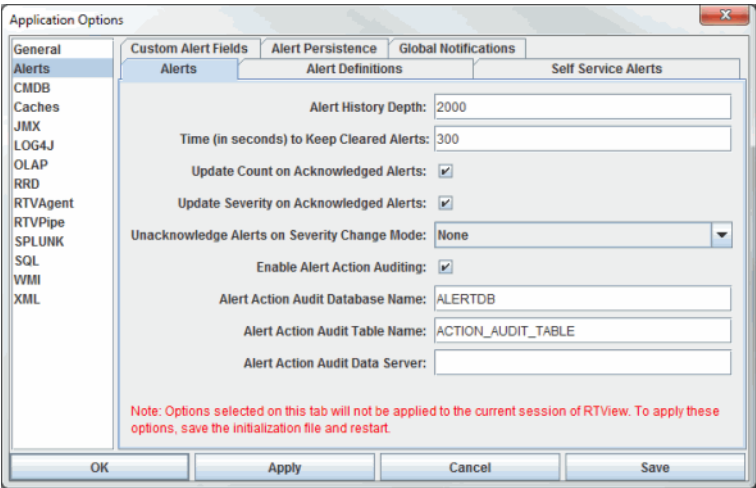 Application Options
General
Alerts
CMDB
Caches
JMX
LOG4J
OLAP
RRD
RTVAgent
RTVPipe
SPLUNK
SQL
WMI
XML
Custom Alert Fields Alert Persistence Global Notifications
Alerts Alert Definitions Self Service Alerts
Alert History Depth: 2000
Time (in seconds) to Keep Cleared Alerts: 300
Update Count on Acknowledged Alerts:
Update Severity on Acknowledged Alerts:
Unacknowledge Alerts on Severity Change Mode: None
Enable Alert Action Auditing:
Alert Action Audit Database Name: ALERTDB
Alert Action Audit Table Name: ACTION_AUDIT_TABLE
Alert Action Audit Data Server:
Note: Options selected on this tab will not be applied to the current session of RTView. To apply these
options, save the initialization file and restart.
OK Apply Cancel Save